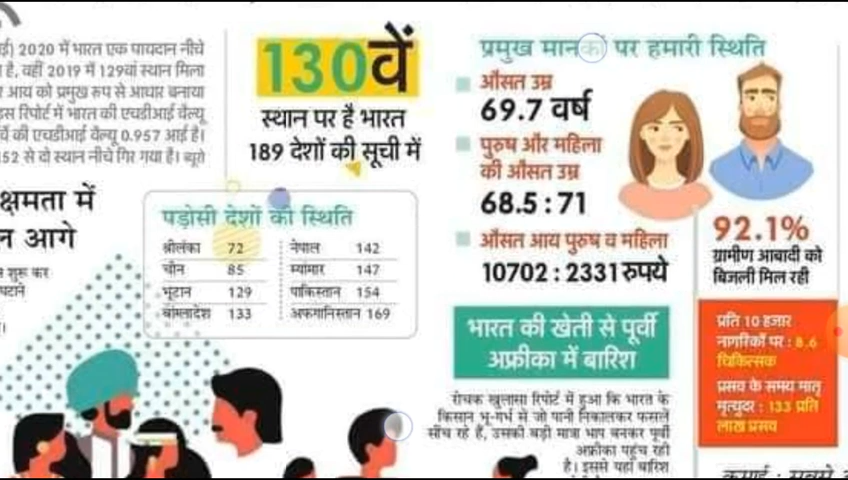 2020 में भारत एक पायदान नीचे
है, वहीं 2019 में 129वां स्थान मिला
आय को प्रमुख रूप से आधार बनाया
इस रिपोर्ट में भारत की एचडीआई वैल्यू
की एचडीआई वैल्यू 0.957 आई है।
से दो स्थान नीचे गिर गया है। ब्यूरो
क्षमता में
आगे
शुरू कर
130वें
स्थान पर है भारत
189 देशों की सूची में
पड़ोसी देशों की स्थिति
श्रीलंका 72 नेपाल 142
चीन 85 म्यांमार 147
भूटान 129 पाकिस्तान 154
बांग्लादेश 133 अफगानिस्तान 169
प्रमुख मानकों पर हमारी स्थिति
औसत उम्र
69.7 वर्ष
पुरुष और महिला
की औसत उम्र
68.5 : 71
औसत आय पुरुष व महिला
10702 : 2331 रुपये
92.1%
ग्रामीण आबादी को
बिजली मिल रही
प्रति 10 हजार
नागरिकों पर : 8.6
चिकित्सक
प्रसव के समय मातृ
मृत्युदर : 133 प्रति
लाख प्रसव
भारत की खेती से पूर्वी
अफ्रीका में बारिश
रोचक खुलासा रिपोर्ट में हुआ कि भारत के
किसान भू-गर्भ से जो पानी निकालकर फसलें
सींच रहे हैं, उसकी बड़ी मात्रा भाप बनकर पूर्वी
अफ्रीका पहुंच रही
है। इससे यहां बारिश